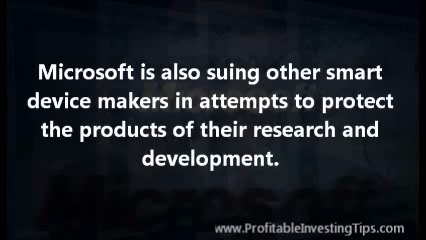 Microsoft is also suing other smart
device makers in attempts to protect
the products of their research and
development.
www.ProfitableInvestingTips.com